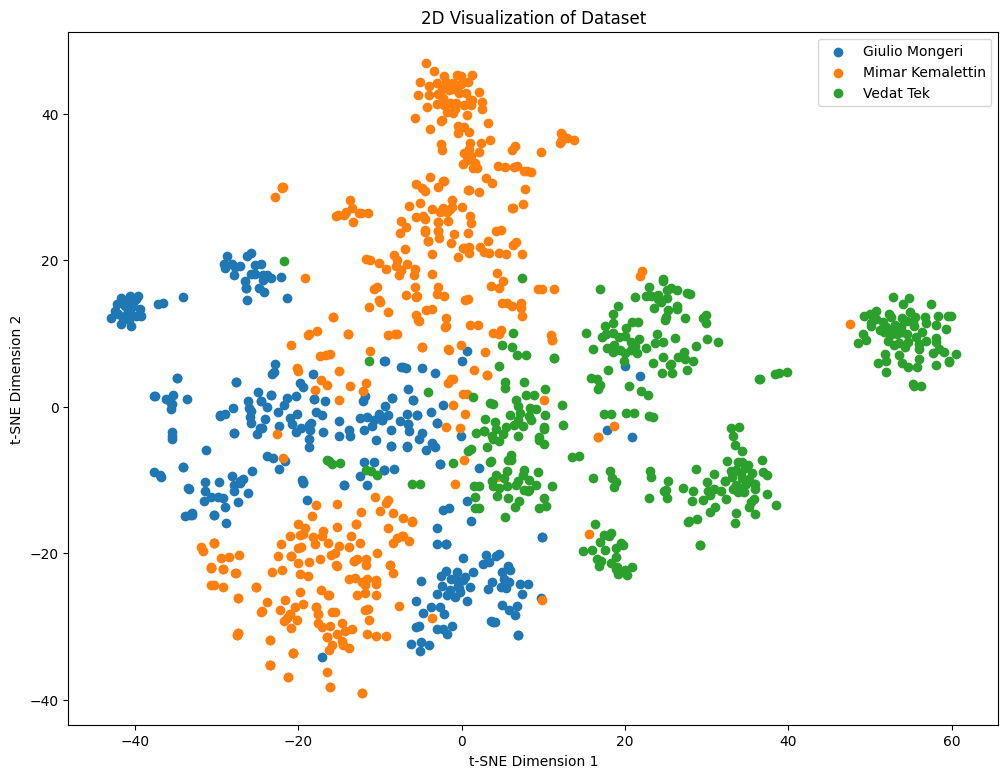 2D Visualization of Dataset
Giulio Mongeri
Mimar Kemalettin
Vedat Tek
t-SNE Dimension 2
40
20
0
−20
−40
−40
−20
0
20
40
60
t-SNE Dimension 1